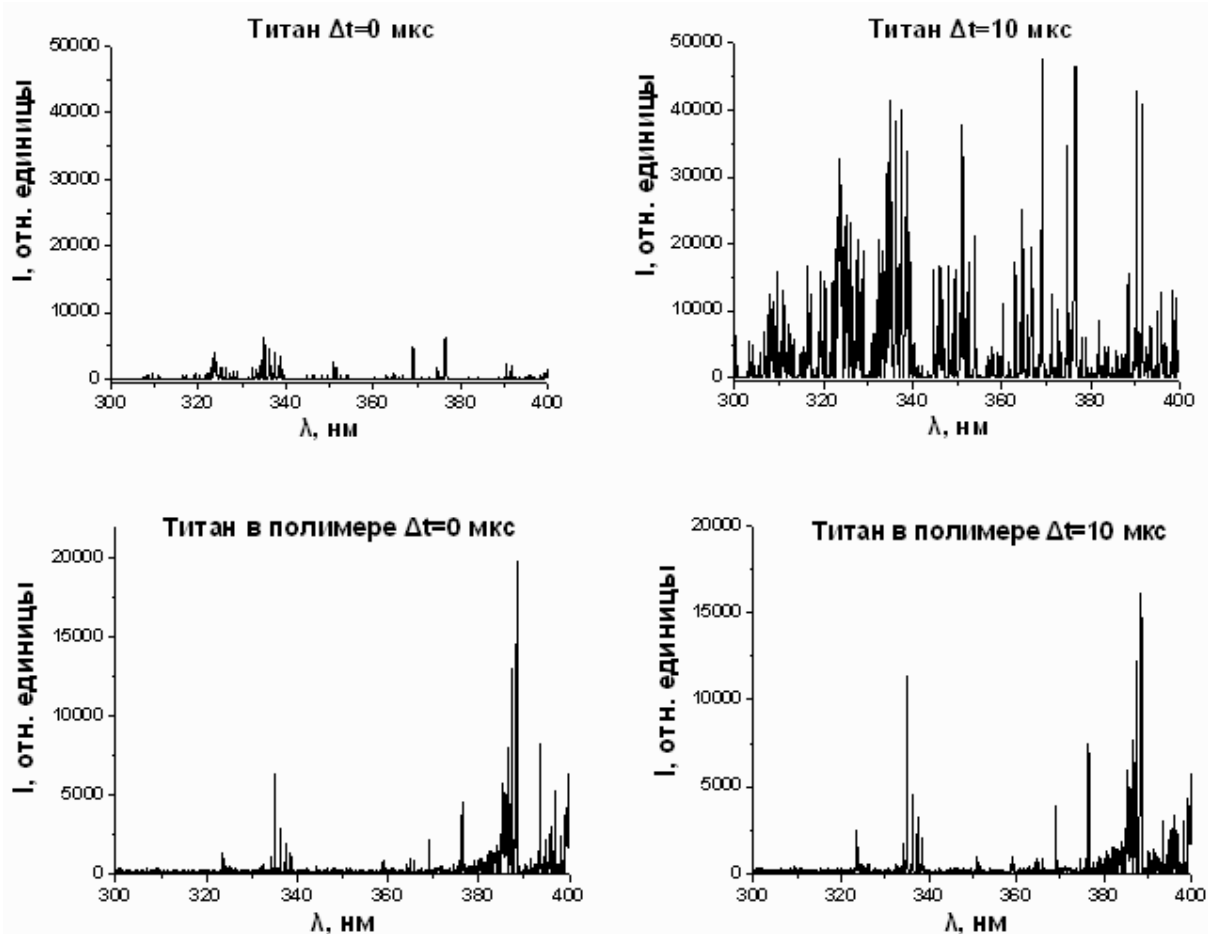 Титан Δt=0 мкс
50000
40000
30000
20000
10000
0
I, отн. единицы
300 320 340 360 380 400
λ, нм
Титан Δt=10 мкс
50000
40000
30000
20000
10000
0
I, отн. единицы
300 320 340 360 380 400
λ, нм
Титан в полимере Δt=0 мкс
20000
15000
10000
5000
0
I, отн. единицы
300 320 340 360 380 400
λ, нм
Титан в полимере Δt=10 мкс
20000
15000
10000
5000
0
I, отн. единицы
300 320 340 360 380 400
λ, нм